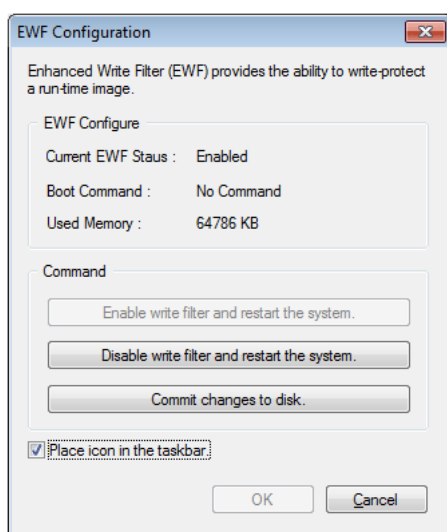 EWF Configuration
Enhanced Write Filter (EWF) provides the ability to write-protect
a run-time image.
EWF Configure
Current EWF Staus : Enabled
Boot Command : No Command
Used Memory : 64786 KB
Command
Enable write filter and restart the system.
Disable write filter and restart the system.
Commit changes to disk.
Place icon in the taskbar.
OK Cancel